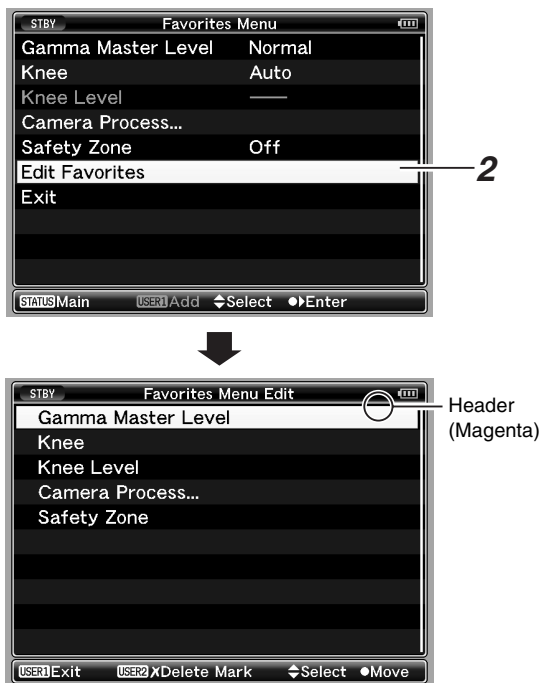 STBY Favorites Menu
Gamma Master Level Normal
Knee Auto
Knee Level ——
Camera Process...
Safety Zone Off
Edit Favorites
2
Exit
STATUS Main USER1 Add Select Enter
STBY Favorites Menu Edit
Header
(Magenta)
Gamma Master Level
Knee
Knee Level
Camera Process...
Safety Zone
USER1 Exit USER2 ✗Delete Mark Select Move